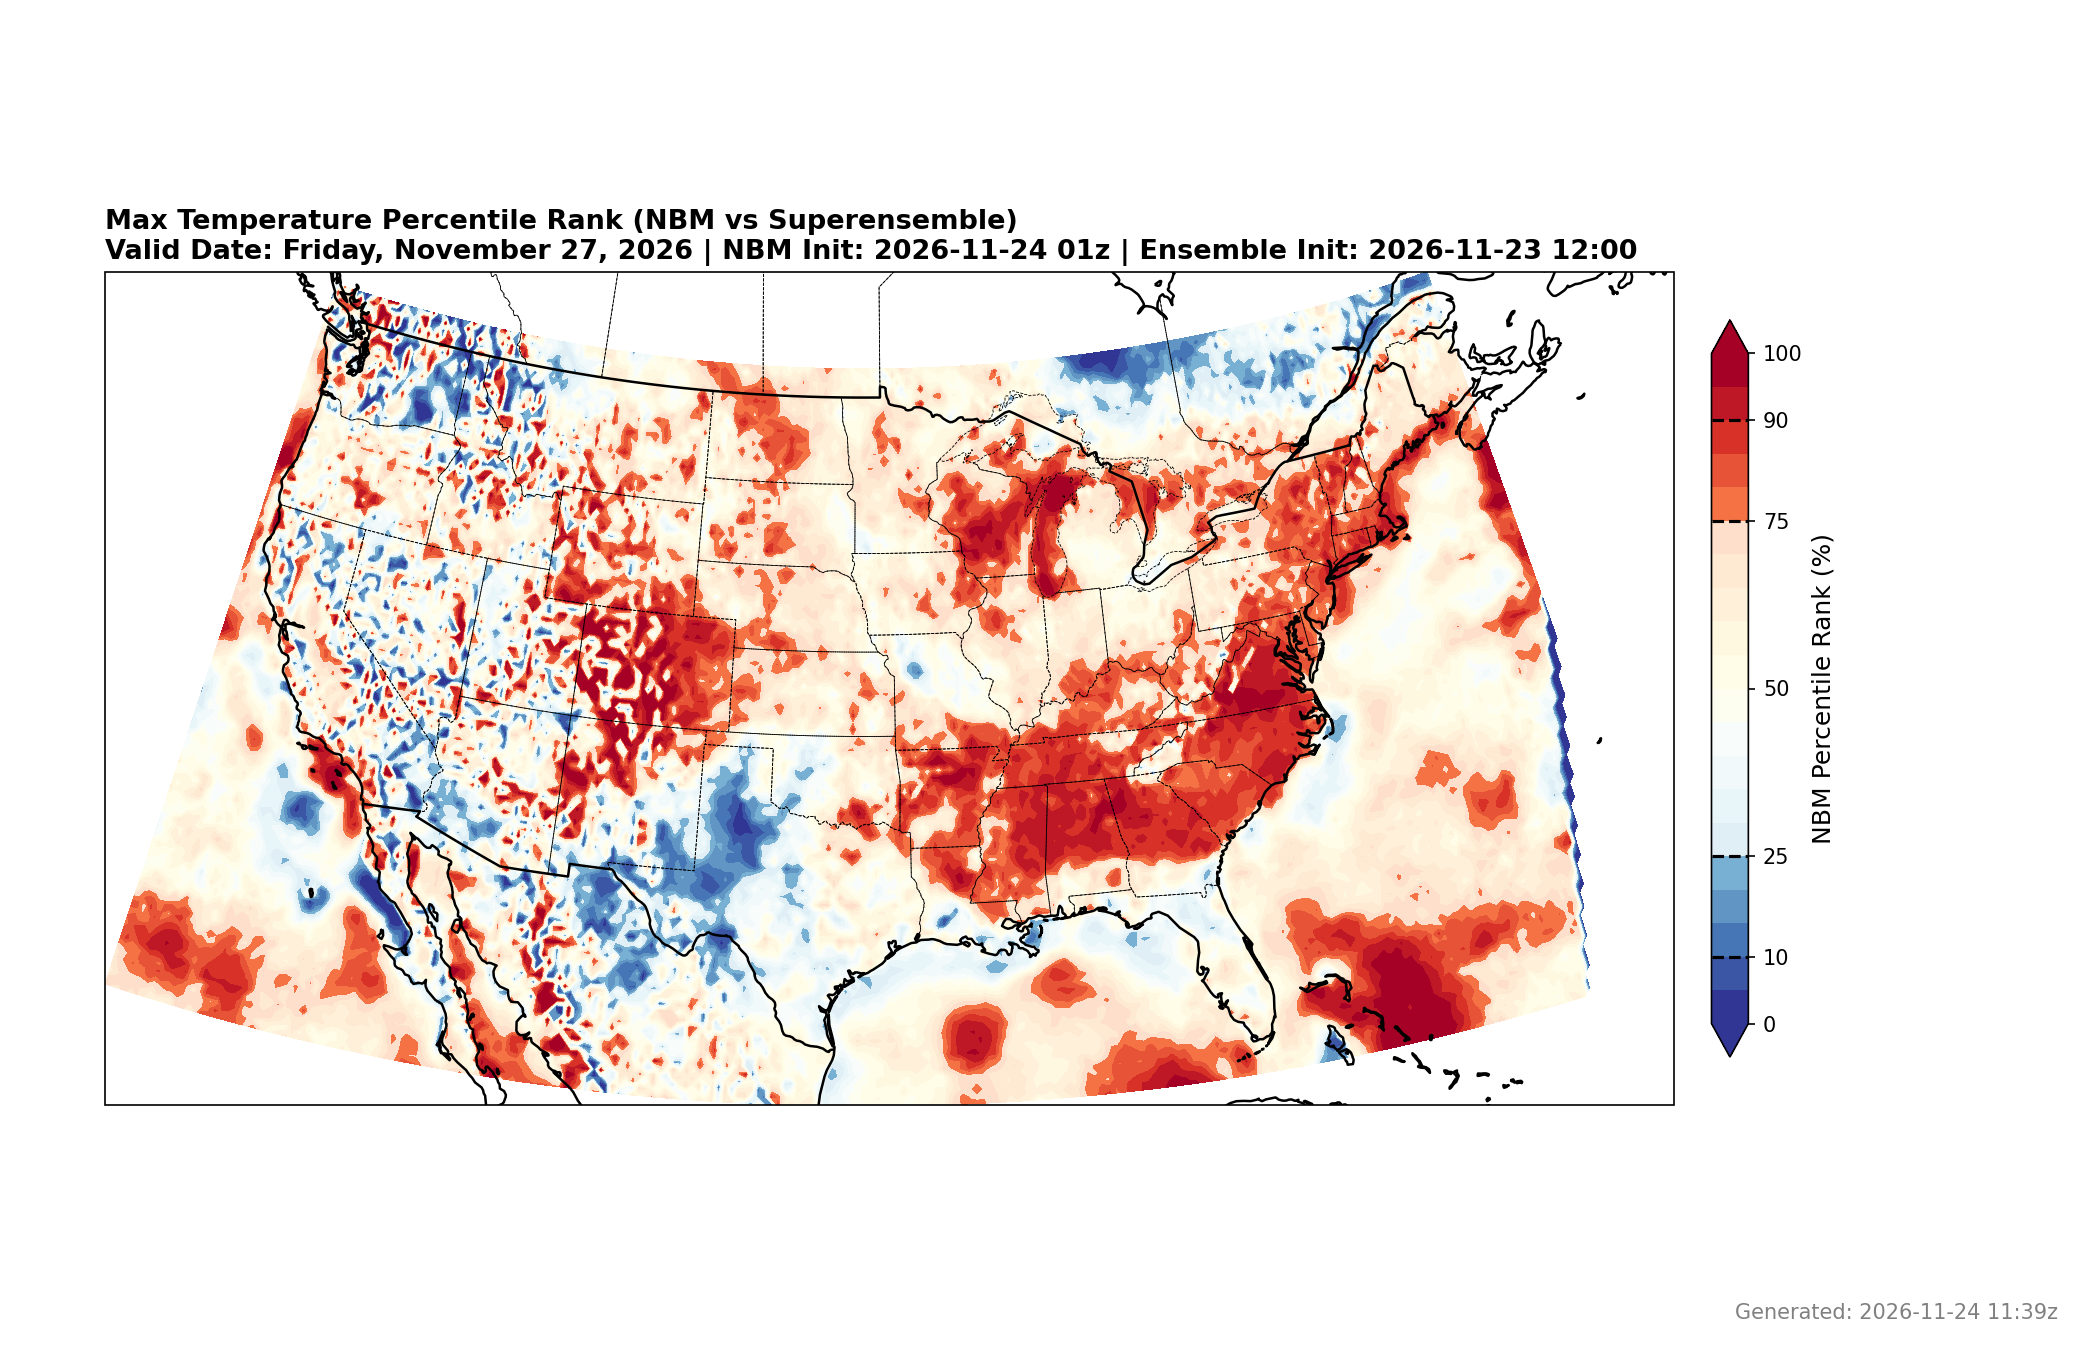 Max Temperature Percentile Rank (NBM vs Superensemble)
Valid Date: Friday, November 27, 2026 | NBM Init: 2026-11-24 01z | Ensemble Init: 2026-11-23 12:00
100
90
75
50
25
10
0
NBM Percentile Rank (%)
Generated: 2026-11-24 11:39z